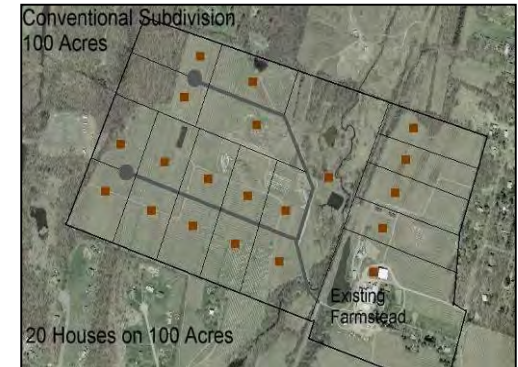 Conventional Subdivision
100 Acres
Existing
Farmstead
20 Houses on 100 Acres